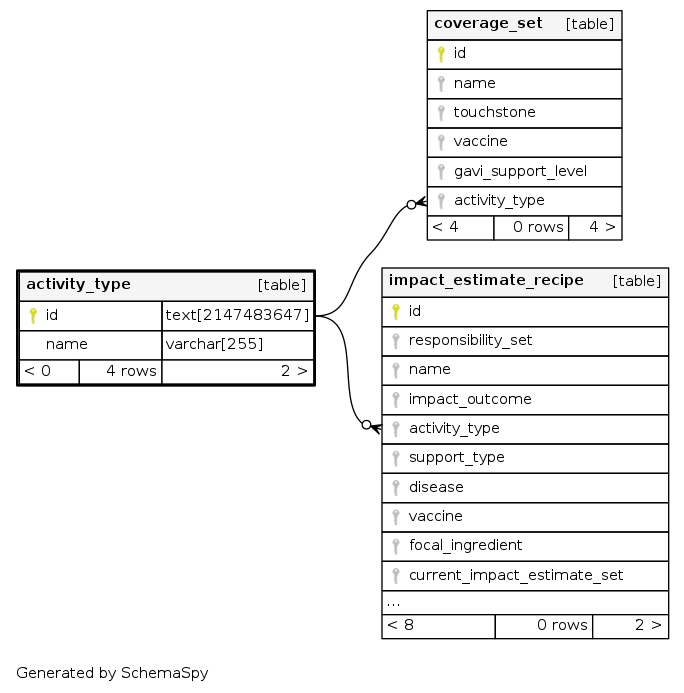 coverage_set [table]
id
name
touchstone
vaccine
gavi_support_level
activity_type
< 4 0 rows 4 >
activity_type [table]
id text[2147483647]
name varchar[255]
< 0 4 rows 2 >
impact_estimate_recipe [table]
id
responsibility_set
name
impact_outcome
activity_type
support_type
disease
vaccine
focal_ingredient
current_impact_estimate_set
...
< 8 0 rows 2 >
Generated by SchemaSpy